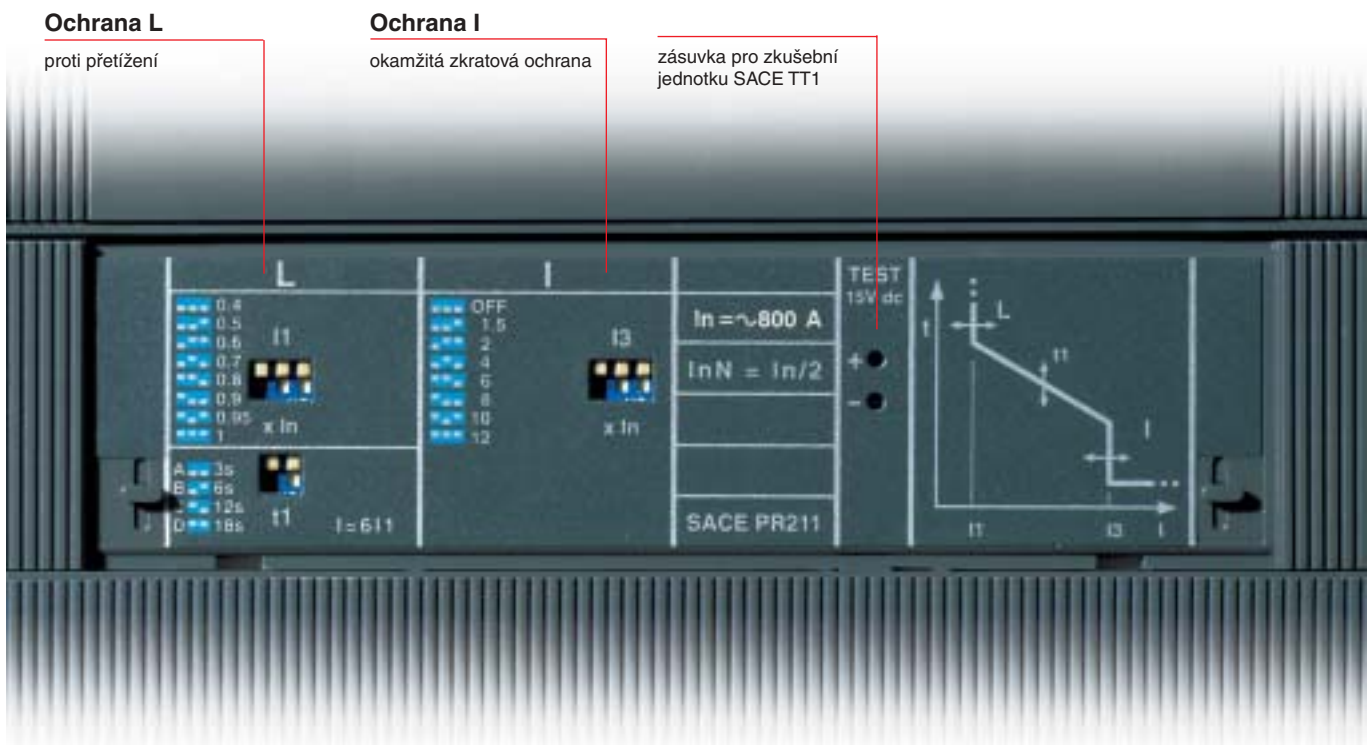 Ochrana L
proti přetížení
Ochrana I
okamžitá zkratová ochrana
zásuvka pro zkušební
jednotku SACE TT1
L
0.4
0.5
0.6
0.7
0.8
0.9
0.95
1
I1
x In
A 3s
B 6s
C 12s
D 18s
t1
I=6I1
I
OFF
1.5
2
4
6
8
10
12
I3
x In
In=~800 A
InN = In/2
SACE PR211
TEST
15V dc
+
-
t
L
t1
I
I1
I3
I